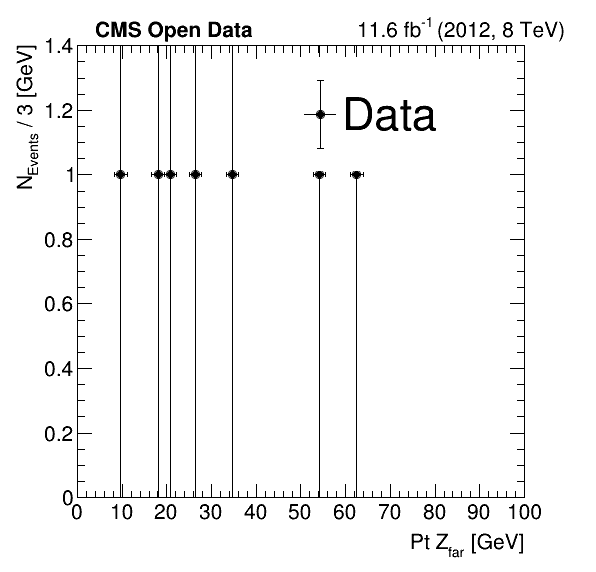 CMS Open Data 11.6 fb⁻¹ (2012, 8 TeV)
N_Events / 3 [GeV]
1.4
1.2
1
0.8
0.6
0.4
0.2
0
Data
0 10 20 30 40 50 60 70 80 90 100
Pt Z_far [GeV]